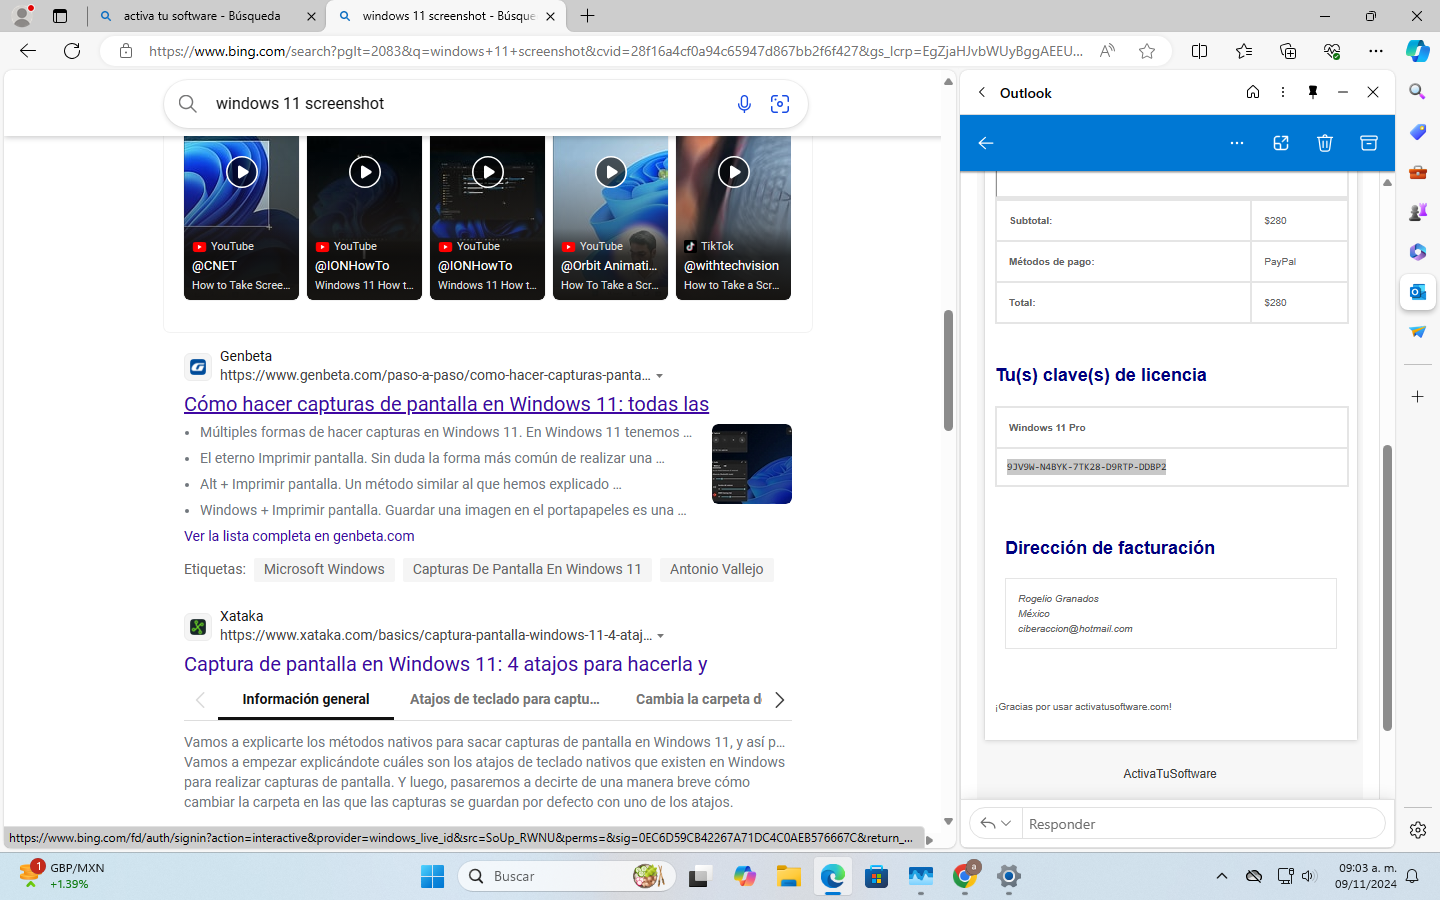 activa tu software - Búsqueda
windows 11 screenshot - Búsque
https://www.bing.com/search?pglt=2083&q=windows+11+screenshot&cvid=28f16a4cf0a94c65947d867bb2f6f427&gs_lcrp=EgZjaHJvbWUyBggAEEU...
windows 11 screenshot
YouTube
@CNET
How to Take Scree...
YouTube
@IONHowTo
Windows 11 How t...
YouTube
@IONHowTo
Windows 11 How t...
YouTube
@Orbit Animati...
How To Take a Scr...
TikTok
@withtechvision
How to Take a Scr...
Genbeta
https://www.genbeta.com/paso-a-paso/como-hacer-capturas-panta...
Cómo hacer capturas de pantalla en Windows 11: todas las
• Múltiples formas de hacer capturas en Windows 11. En Windows 11 tenemos ...
• El eterno Imprimir pantalla. Sin duda la forma más común de realizar una ...
• Alt + Imprimir pantalla. Un método similar al que hemos explicado ...
• Windows + Imprimir pantalla. Guardar una imagen en el portapapeles es una ...
Ver la lista completa en genbeta.com
Etiquetas: Microsoft Windows Capturas De Pantalla En Windows 11 Antonio Vallejo
Xataka
https://www.xataka.com/basics/captura-pantalla-windows-11-4-ataj...
Captura de pantalla en Windows 11: 4 atajos para hacerla y
Información general Atajos de teclado para captu... Cambia la carpeta d
Vamos a explicarte los métodos nativos para sacar capturas de pantalla en Windows 11, y así p...
Vamos a empezar explicándote cuáles son los atajos de teclado nativos que existen en Windows
para realizar capturas de pantalla. Y luego, pasaremos a decirte de una manera breve cómo
cambiar la carpeta en las que las capturas se guardan por defecto con uno de los atajos.
https://www.bing.com/fd/auth/signin?action=interactive&provider=windows_live_id&src=SoUp_RWNU&perms=&sig=0EC6D59CB42267A71DC4C0AEB576667C&return_...
Outlook
Subtotal: $280
Métodos de pago: PayPal
Total: $280
Tu(s) clave(s) de licencia
Windows 11 Pro
9JV9W-N4BYK-7TK28-D9RTP-DDBP2
Dirección de facturación
Rogelio Granados
México
ciberaccion@hotmail.com
¡Gracias por usar activatusoftware.com!
ActivaTuSoftware
Responder
1
GBP/MXN
+1.39%
Buscar
a
09:03 a. m.
09/11/2024